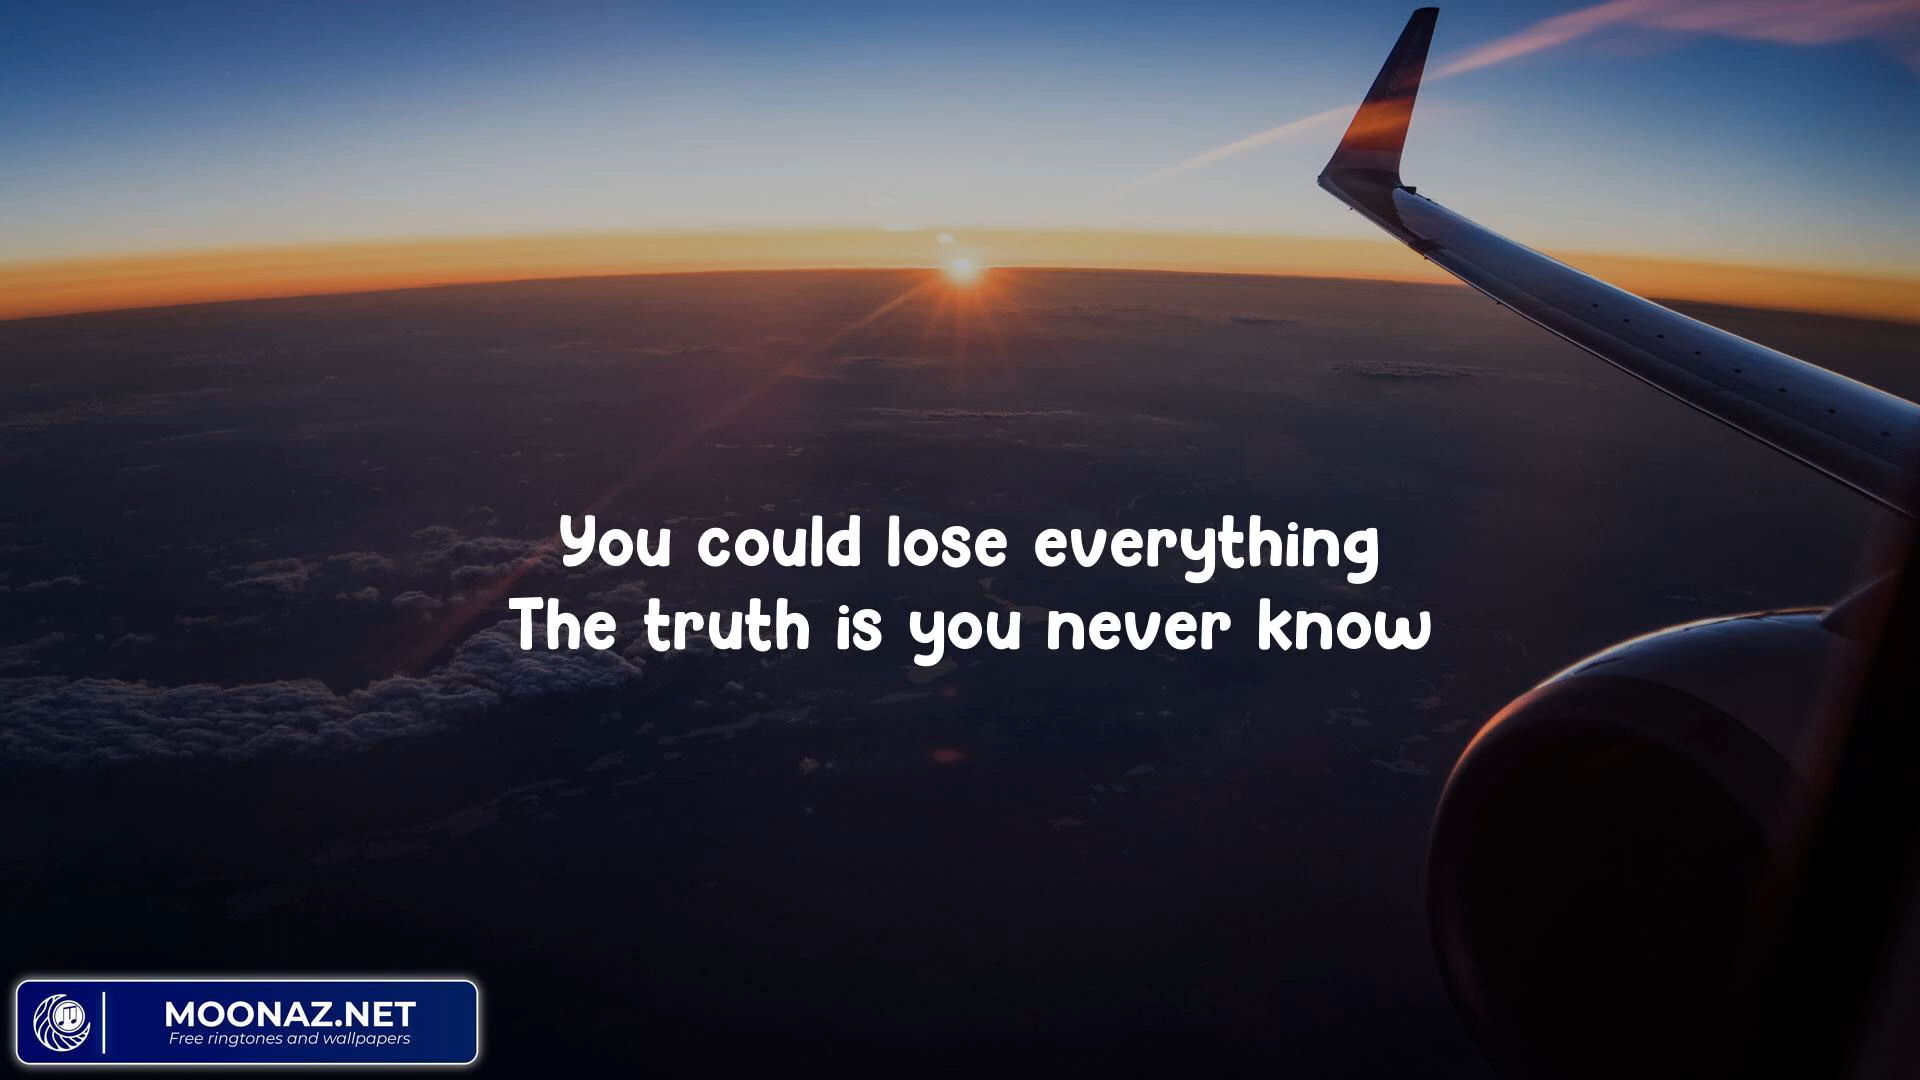 You could lose everything
The truth is you never know
MOONAZ.NET
Free ringtones and wallpapers